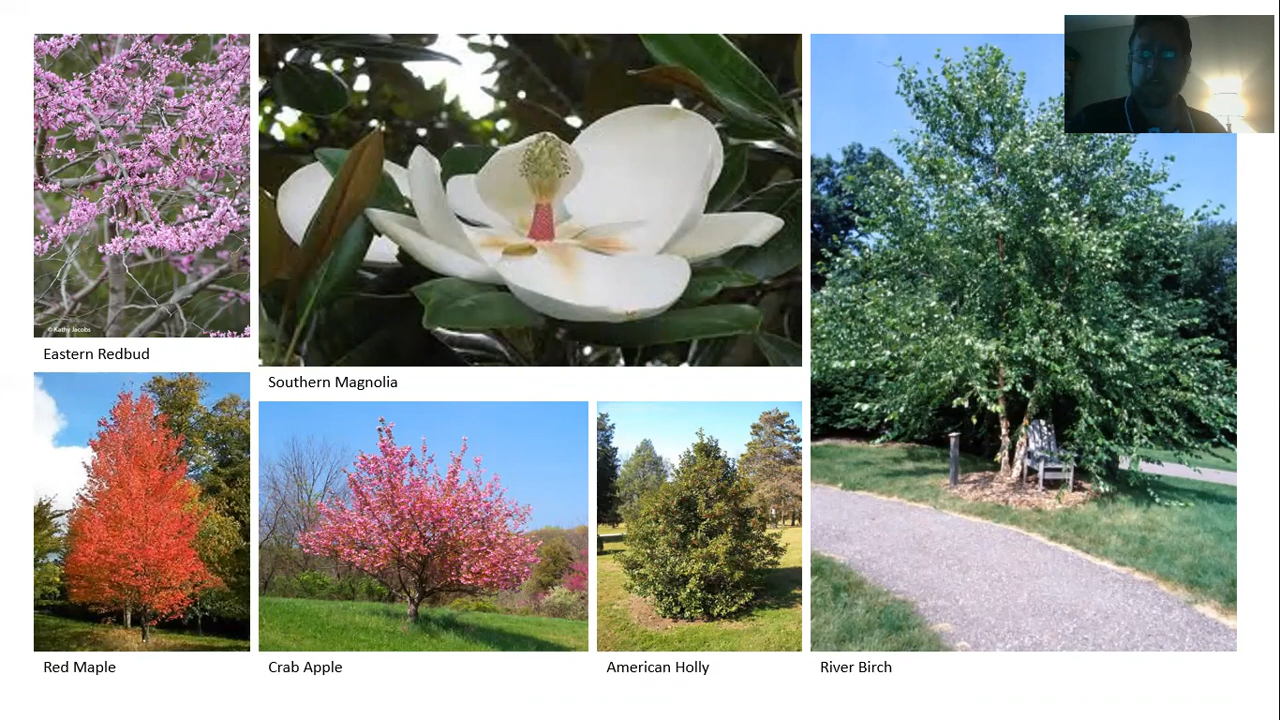 © Kathy Jacobs
Eastern Redbud
Southern Magnolia
Red Maple
Crab Apple
American Holly
River Birch